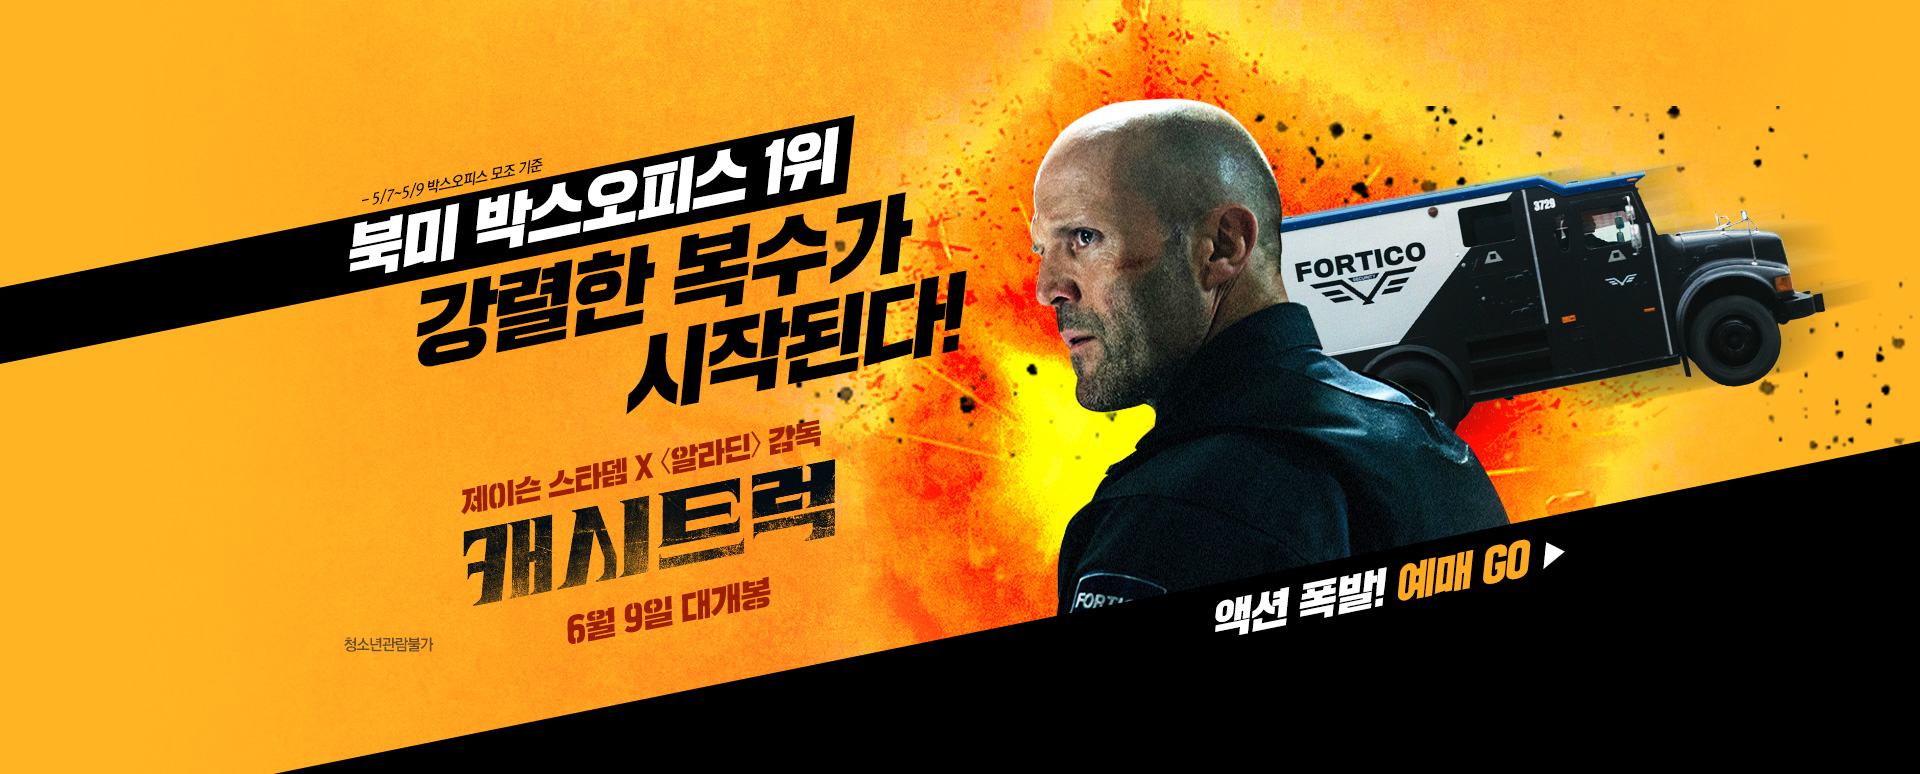 - 5/7~5/9 박스오피스 모조 기준
북미 박스오피스 1위
강렬한 복수가
시작된다!
제이슨 스타뎀 X 〈알라딘〉 감독
캐시트럭
6월 9일 대개봉
청소년관람불가
3729
FORTICO
SECURITY
FORTIC
액션 폭발! 예매 GO